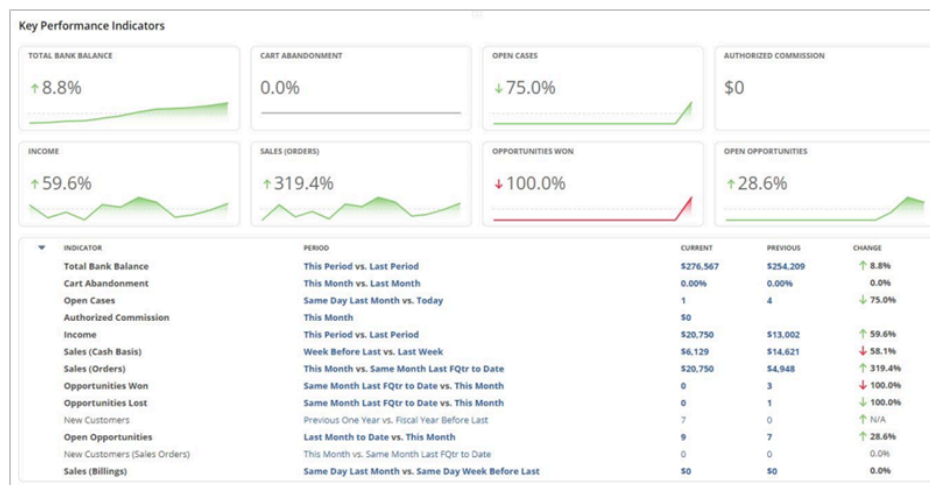 Key Performance Indicators
TOTAL BANK BALANCE
↑8.8%
CART ABANDONMENT
0.0%
OPEN CASES
↓75.0%
AUTHORIZED COMMISSION
$0
INCOME
↑59.6%
SALES (ORDERS)
↑319.4%
OPPORTUNITIES WON
↓100.0%
OPEN OPPORTUNITIES
↑28.6%
INDICATOR PERIOD CURRENT PREVIOUS CHANGE
Total Bank Balance This Period vs. Last Period $276,567 $254,209 ↑ 8.8%
Cart Abandonment This Month vs. Last Month 0.00% 0.00% 0.0%
Open Cases Same Day Last Month vs. Today 1 4 ↓ 75.0%
Authorized Commission This Month $0
Income This Period vs. Last Period $20,750 $13,002 ↑ 59.6%
Sales (Cash Basis) Week Before Last vs. Last Week $6,129 $14,621 ↓ 58.1%
Sales (Orders) This Month vs. Same Month Last FQtr to Date $20,750 $4,948 ↑ 319.4%
Opportunities Won Same Month Last FQtr to Date vs. This Month 0 3 ↓ 100.0%
Opportunities Lost Same Month Last FQtr to Date vs. This Month 0 1 ↓ 100.0%
New Customers Previous One Year vs. Fiscal Year Before Last 7 0 ↑ N/A
Open Opportunities Last Month to Date vs. This Month 9 7 ↑ 28.6%
New Customers (Sales Orders) This Month vs. Same Month Last FQtr to Date 0 0 0.0%
Sales (Billings) Same Day Last Month vs. Same Day Week Before Last $0 $0 0.0%